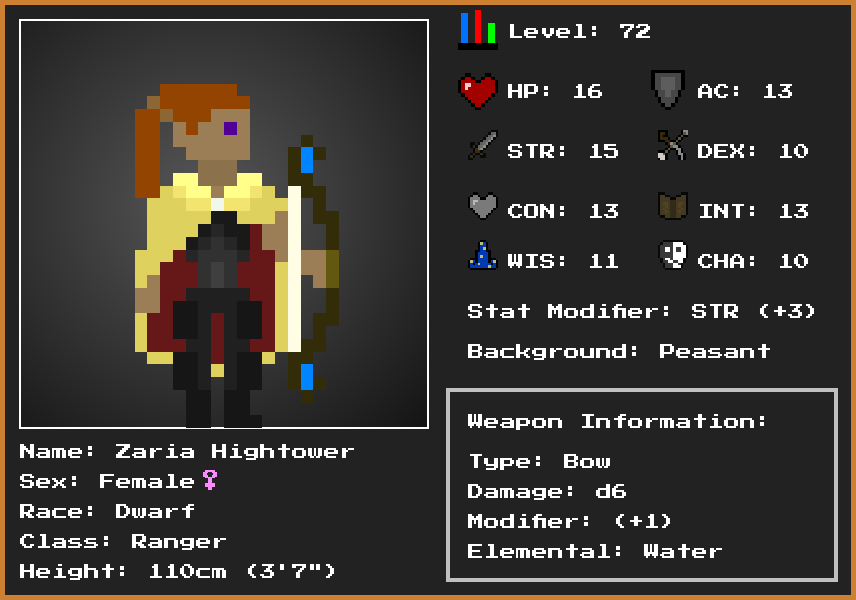 Level: 72
HP: 16 AC: 13
STR: 15 DEX: 10
CON: 13 INT: 13
WIS: 11 CHA: 10
Stat Modifier: STR (+3)
Background: Peasant
Weapon Information:
Type: Bow
Damage: d6
Modifier: (+1)
Elemental: Water
Name: Zaria Hightower
Sex: Female♀
Race: Dwarf
Class: Ranger
Height: 110cm (3'7")